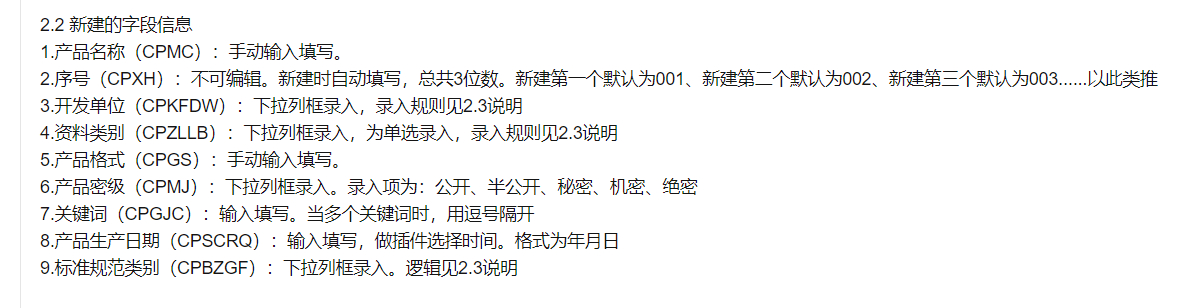 2.2 新建的字段信息
1.产品名称（CPMC）：手动输入填写。
2.序号（CPXH）：不可编辑。新建时自动填写，总共3位数。新建第一个默认为001、新建第二个默认为002、新建第三个默认为003......以此类推
3.开发单位（CPKFDW）：下拉列框录入，录入规则见2.3说明
4.资料类别（CPZLLB）：下拉列框录入，为单选录入，录入规则见2.3说明
5.产品格式（CPGS）：手动输入填写。
6.产品密级（CPMJ）：下拉列框录入。录入项为：公开、半公开、秘密、机密、绝密
7.关键词（CPGJC）：输入填写。当多个关键词时，用逗号隔开
8.产品生产日期（CPSCRQ）：输入填写，做插件选择时间。格式为年月日
9.标准规范类别（CPBZGF）：下拉列框录入。逻辑见2.3说明